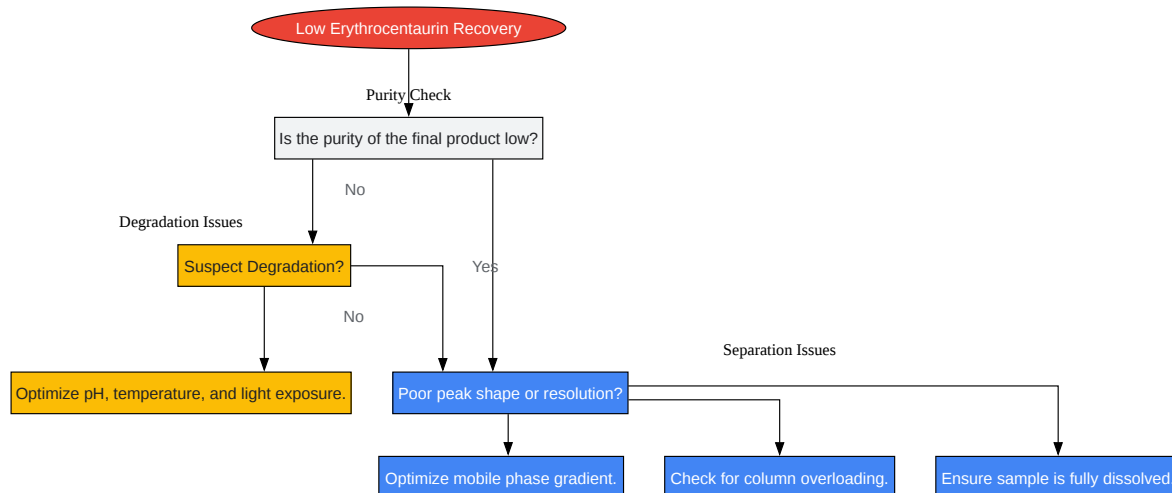 Low Erythrocentaurin Recovery
Purity Check
Is the purity of the final product low?
No
Degradation Issues
Suspect Degradation?
Yes
No
Separation Issues
Optimize pH, temperature, and light exposure.
Poor peak shape or resolution?
Optimize mobile phase gradient.
Check for column overloading.
Ensure sample is fully dissolved